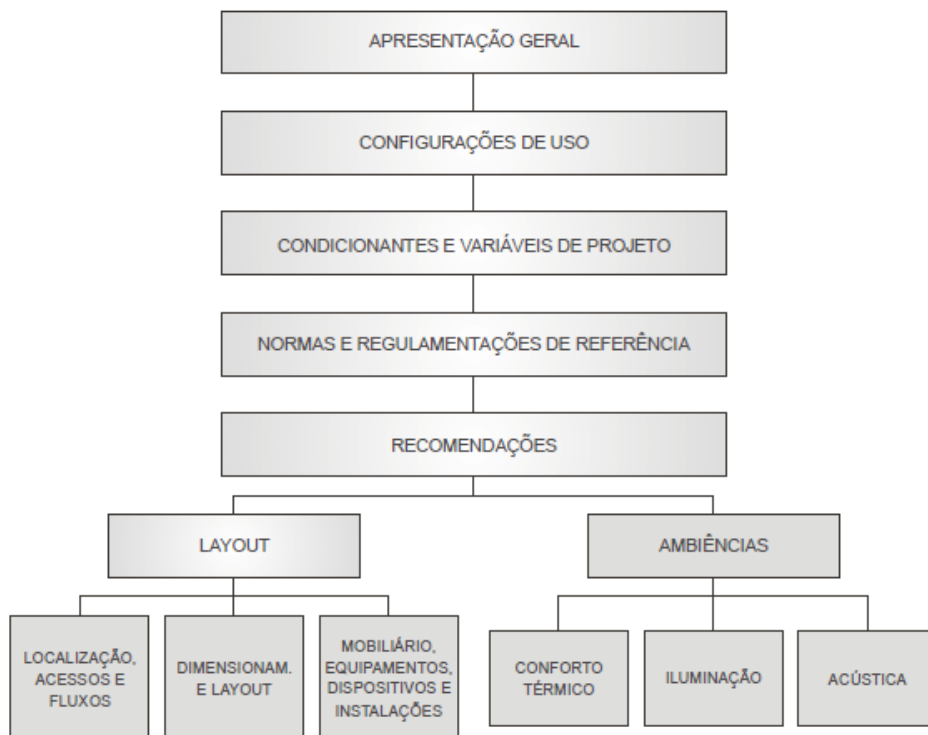 APRESENTAÇÃO GERAL
CONFIGURAÇÕES DE USO
CONDICIONANTES E VARIÁVEIS DE PROJETO
NORMAS E REGULAMENTAÇÕES DE REFERÊNCIA
RECOMENDAÇÕES
LAYOUT
AMBIÊNCIAS
LOCALIZAÇÃO,
ACESSOS E
FLUXOS
DIMENSIONAM.
E LAYOUT
MOBILIÁRIO,
EQUIPAMENTOS,
DISPOSITIVOS E
INSTALAÇÕES
CONFORTO
TÉRMICO
ILUMINAÇÃO
ACÚSTICA